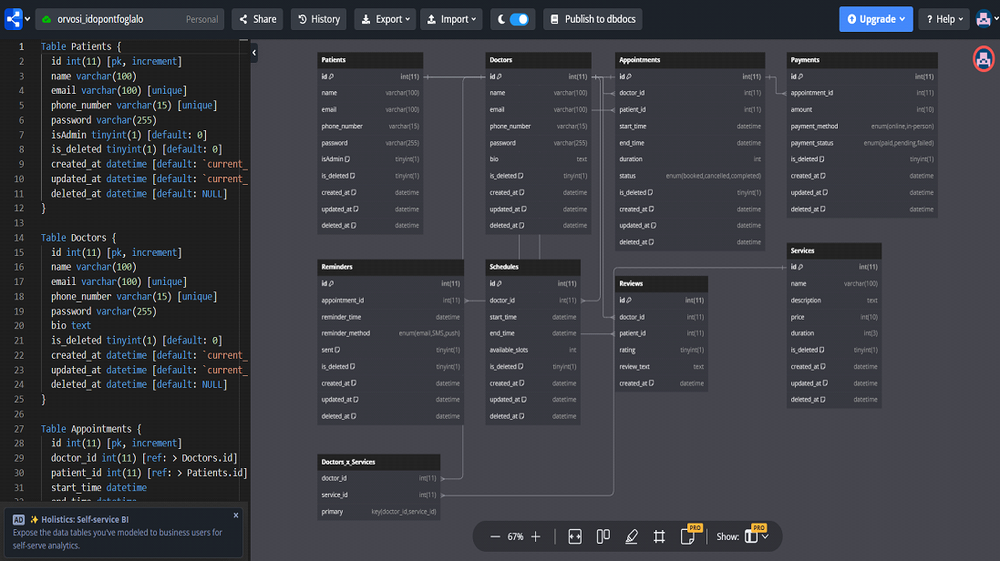 orvosi_idopontfoglalo Personal Share History Export Import Publish to dbdocs Upgrade ? Help
1 Table Patients {
2 id int(11) [pk, increment]
3 name varchar(100)
4 email varchar(100) [unique]
5 phone_number varchar(15) [unique]
6 password varchar(255)
7 isAdmin tinyint(1) [default: 0]
8 is_deleted tinyint(1) [default: 0]
9 created_at datetime [default: `current_
10 updated_at datetime [default: `current_
11 deleted_at datetime [default: NULL]
12 }
13
14 Table Doctors {
15 id int(11) [pk, increment]
16 name varchar(100)
17 email varchar(100) [unique]
18 phone_number varchar(15) [unique]
19 password varchar(255)
20 bio text
21 is_deleted tinyint(1) [default: 0]
22 created_at datetime [default: `current_
23 updated_at datetime [default: `current_
24 deleted_at datetime [default: NULL]
25 }
26
27 Table Appointments {
28 id int(11) [pk, increment]
29 doctor_id int(11) [ref: > Doctors.id]
30 patient_id int(11) [ref: > Patients.id]
31 start_time datetime
AD Holistics: Self-service BI x
Expose the data tables you've modeled to business users for
self-serve analytics.
Patients
id int(11)
name varchar(100)
email varchar(100)
phone_number varchar(15)
password varchar(255)
isAdmin tinyint(1)
is_deleted tinyint(1)
created_at datetime
updated_at datetime
deleted_at datetime
Doctors
id int(11)
name varchar(100)
email varchar(100)
phone_number varchar(15)
password varchar(255)
bio text
is_deleted tinyint(1)
created_at datetime
updated_at datetime
deleted_at datetime
Appointments
id int(11)
doctor_id int(11)
patient_id int(11)
start_time datetime
end_time datetime
duration int
status enum(booked,cancelled,completed)
is_deleted tinyint(1)
created_at datetime
updated_at datetime
deleted_at datetime
Payments
id int(11)
appointment_id int(11)
amount int(10)
payment_method enum(online,in-person)
payment_status enum(paid,pending,failed)
is_deleted tinyint(1)
created_at datetime
updated_at datetime
deleted_at datetime
Reminders
id int(11)
appointment_id int(11)
reminder_time datetime
reminder_method enum(email,SMS,push)
sent tinyint(1)
is_deleted tinyint(1)
created_at datetime
updated_at datetime
deleted_at datetime
Schedules
id int(11)
doctor_id int(11)
start_time datetime
end_time datetime
available_slots int
is_deleted tinyint(1)
created_at datetime
updated_at datetime
deleted_at datetime
Reviews
id int(11)
doctor_id int(11)
patient_id int(11)
rating tinyint(1)
review_text text
created_at datetime
Services
id int(11)
name varchar(100)
description text
price int(10)
duration int(3)
is_deleted tinyint(1)
created_at datetime
updated_at datetime
deleted_at datetime
Doctors_x_Services
doctor_id int(11)
service_id int(11)
primary key(doctor_id,service_id)
67% PRO Show: PRO